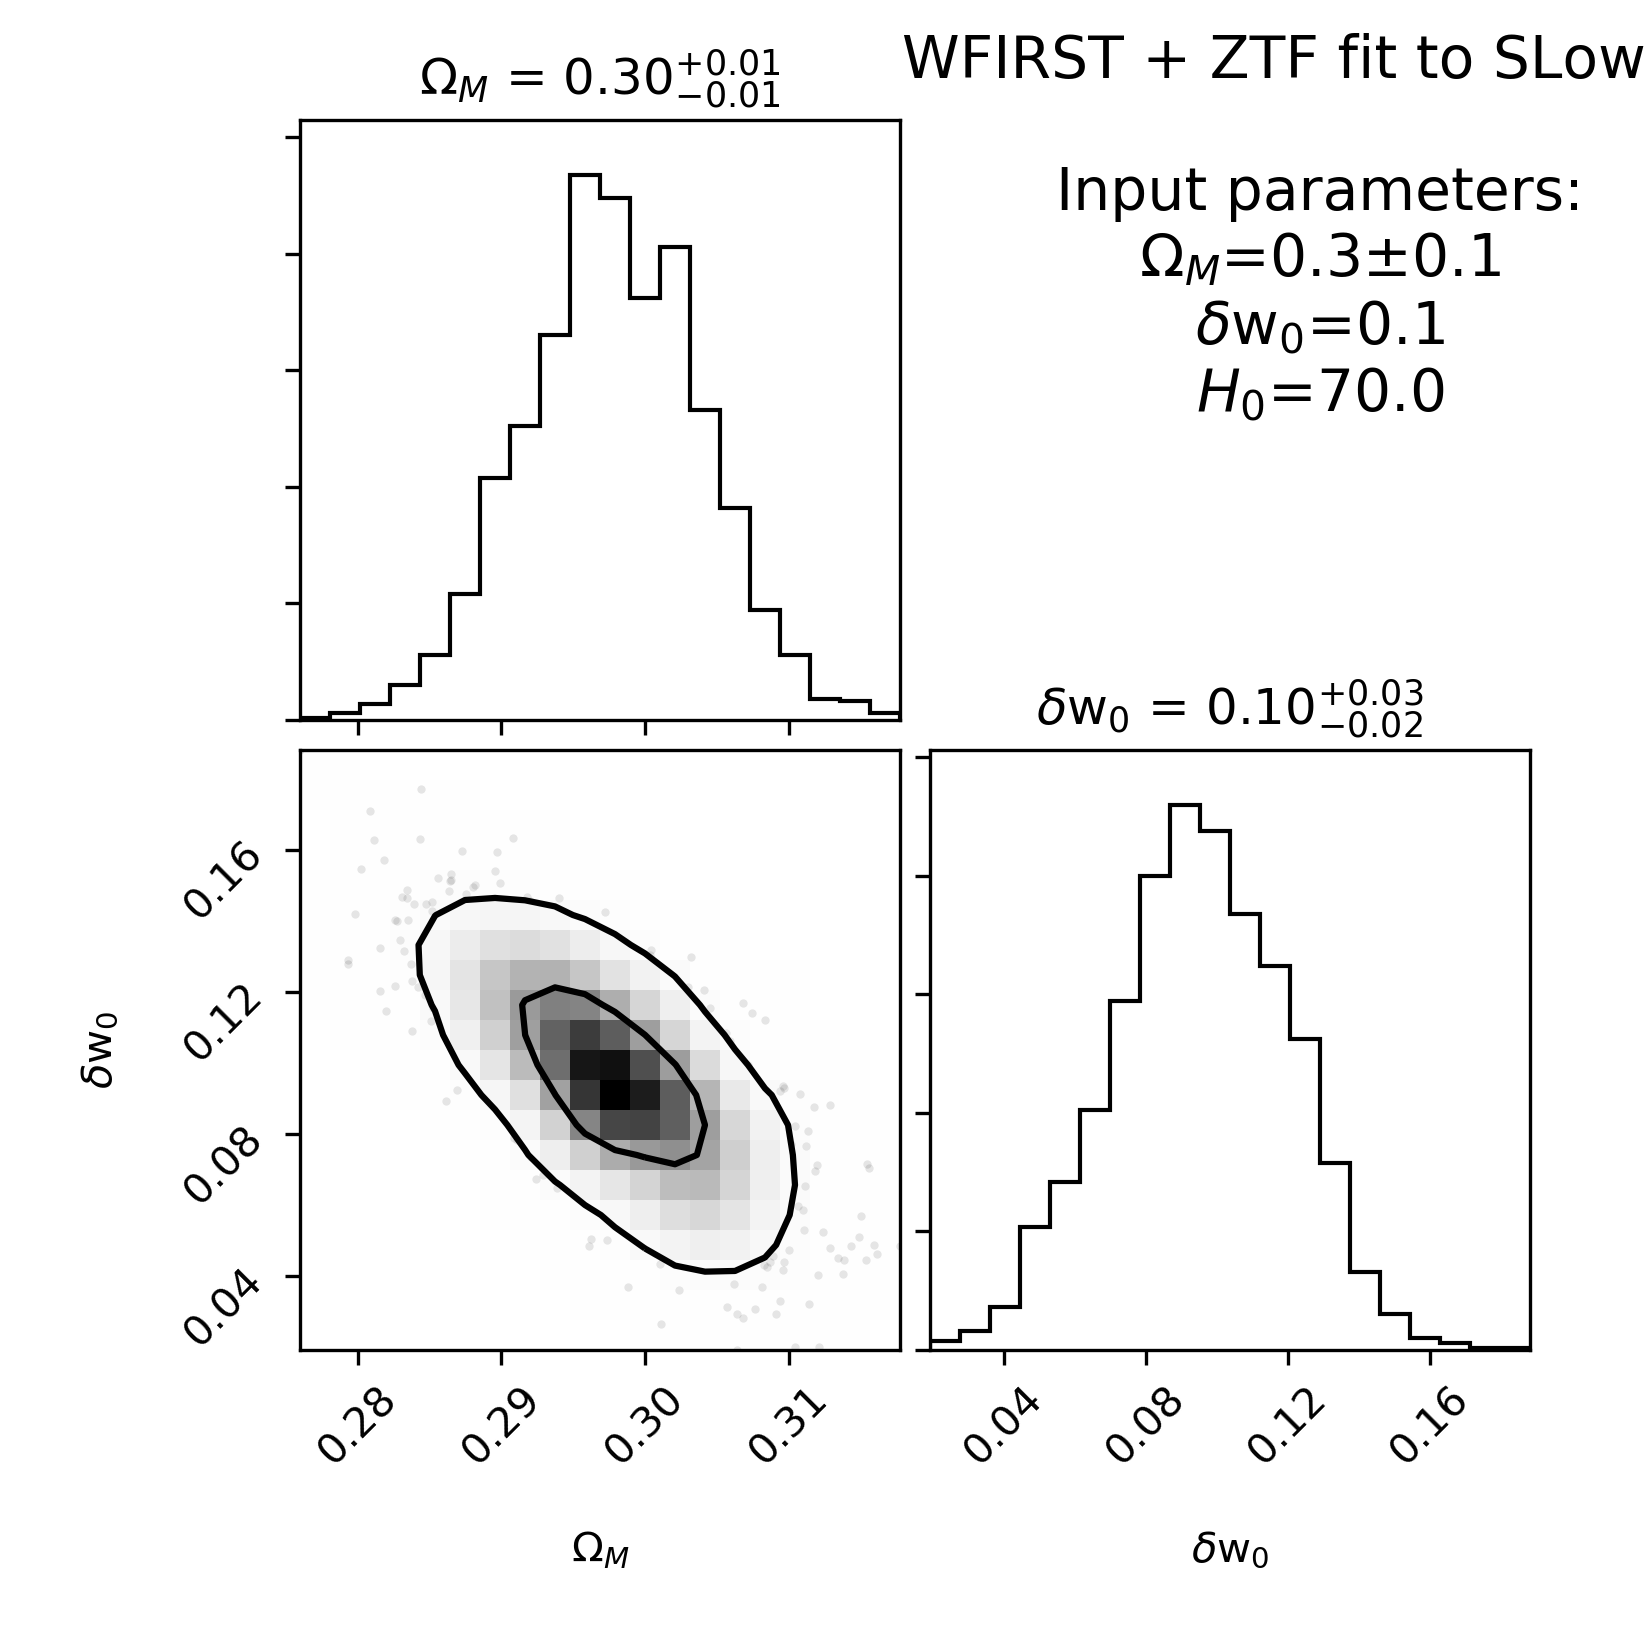 WFIRST + ZTF fit to SLow
Ω_M = 0.30^{+0.01}_{−0.01}
Input parameters:
Ω_M=0.3±0.1
δw_0=0.1
H_0=70.0
δw_0 = 0.10^{+0.03}_{−0.02}
0.16
0.12
0.08
0.04
δw_0
0.28 0.29 0.30 0.31
0.04 0.08 0.12 0.16
Ω_M
δw_0